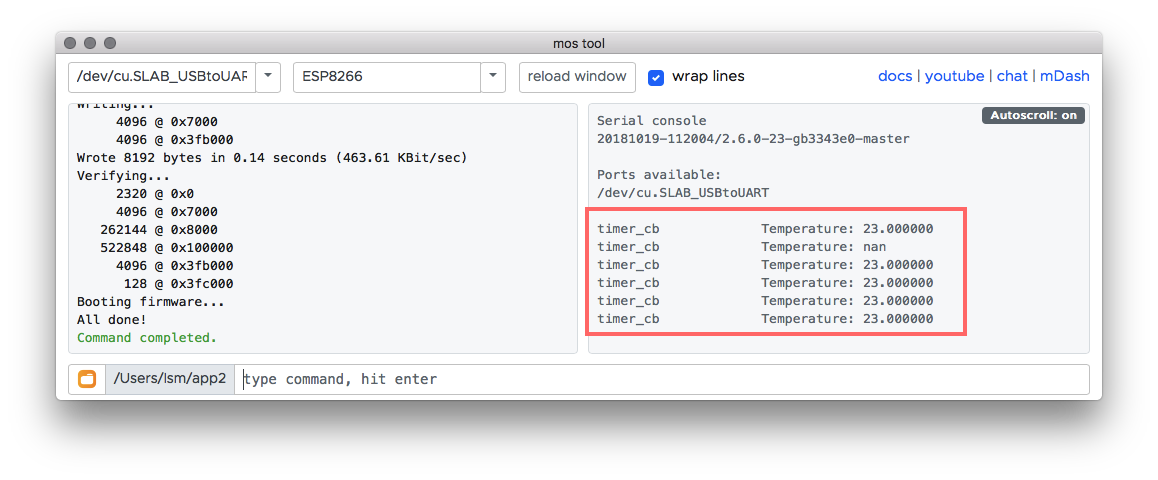 mos tool
/dev/cu.SLAB_USBtoUAR
ESP8266
reload window
wrap lines
docs | youtube | chat | mDash
Writing...
4096 @ 0x7000
4096 @ 0x3fb000
Wrote 8192 bytes in 0.14 seconds (463.61 KBit/sec)
Verifying...
2320 @ 0x0
4096 @ 0x7000
262144 @ 0x8000
522848 @ 0x100000
4096 @ 0x3fb000
128 @ 0x3fc000
Booting firmware...
All done!
Command completed.
Autoscroll: on
Serial console
20181019-112004/2.6.0-23-gb3343e0-master
Ports available:
/dev/cu.SLAB_USBtoUART
timer_cb Temperature: 23.000000
timer_cb Temperature: nan
timer_cb Temperature: 23.000000
timer_cb Temperature: 23.000000
timer_cb Temperature: 23.000000
timer_cb Temperature: 23.000000
/Users/lsm/app2
type command, hit enter